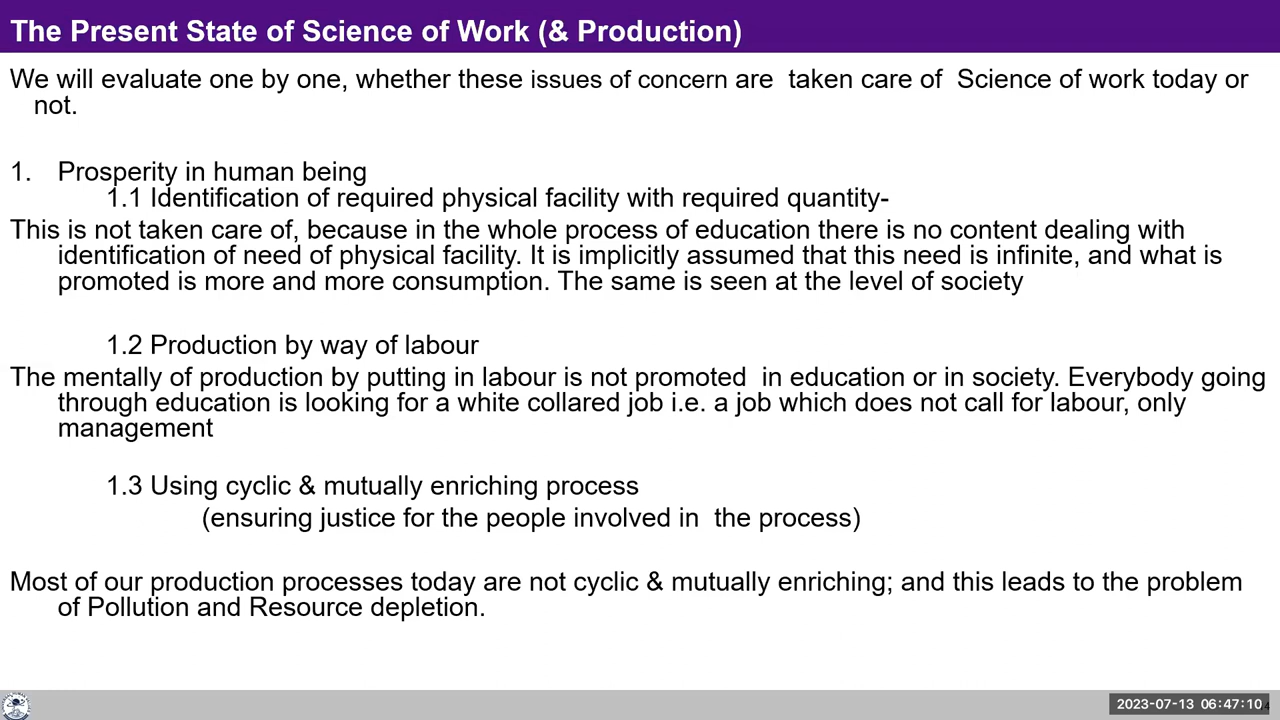 The Present State of Science of Work (& Production)
We will evaluate one by one, whether these issues of concern are taken care of Science of work today or
not.
1. Prosperity in human being
1.1 Identification of required physical facility with required quantity-
This is not taken care of, because in the whole process of education there is no content dealing with
identification of need of physical facility. It is implicitly assumed that this need is infinite, and what is
promoted is more and more consumption. The same is seen at the level of society
1.2 Production by way of labour
The mentally of production by putting in labour is not promoted in education or in society. Everybody going
through education is looking for a white collared job i.e. a job which does not call for labour, only
management
1.3 Using cyclic & mutually enriching process
(ensuring justice for the people involved in the process)
Most of our production processes today are not cyclic & mutually enriching; and this leads to the problem
of Pollution and Resource depletion.
2023-07-13 06:47:10